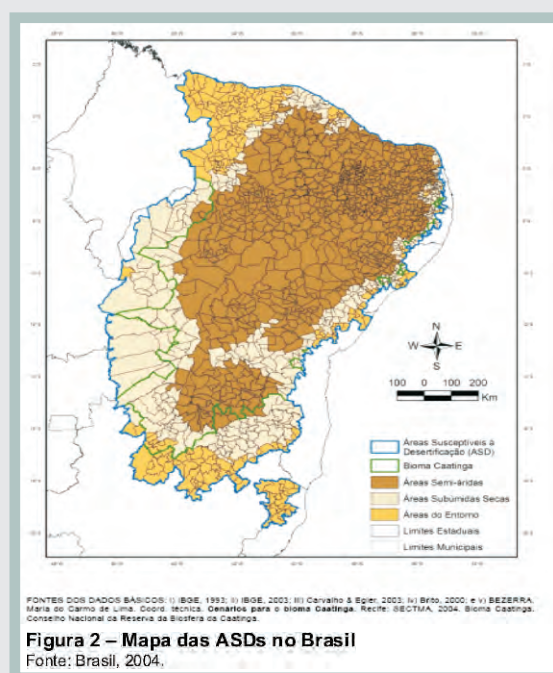 N
W E
S
100 0 100 200
Km
Áreas Susceptíveis à
Desertificação (ASD)
Bioma Caatinga
Áreas Semi-áridas
Áreas Subúmidas Secas
Áreas do Entorno
Limites Estaduais
Limites Municipais
FONTES DOS DADOS BÁSICOS: i) IBGE, 1993; ii) IBGE, 2003; iii) Carvalho & Egler, 2003; iv) Brito, 2000; e v) BEZERRA,
Maria do Carmo de Lima. Coord. técnica. Cenários para o bioma Caatinga. Recife: SECTMA, 2004. Bioma Caatinga.
Conselho Nacional da Reserva da Biosfera da Caatinga.
Figura 2 – Mapa das ASDs no Brasil
Fonte: Brasil, 2004.